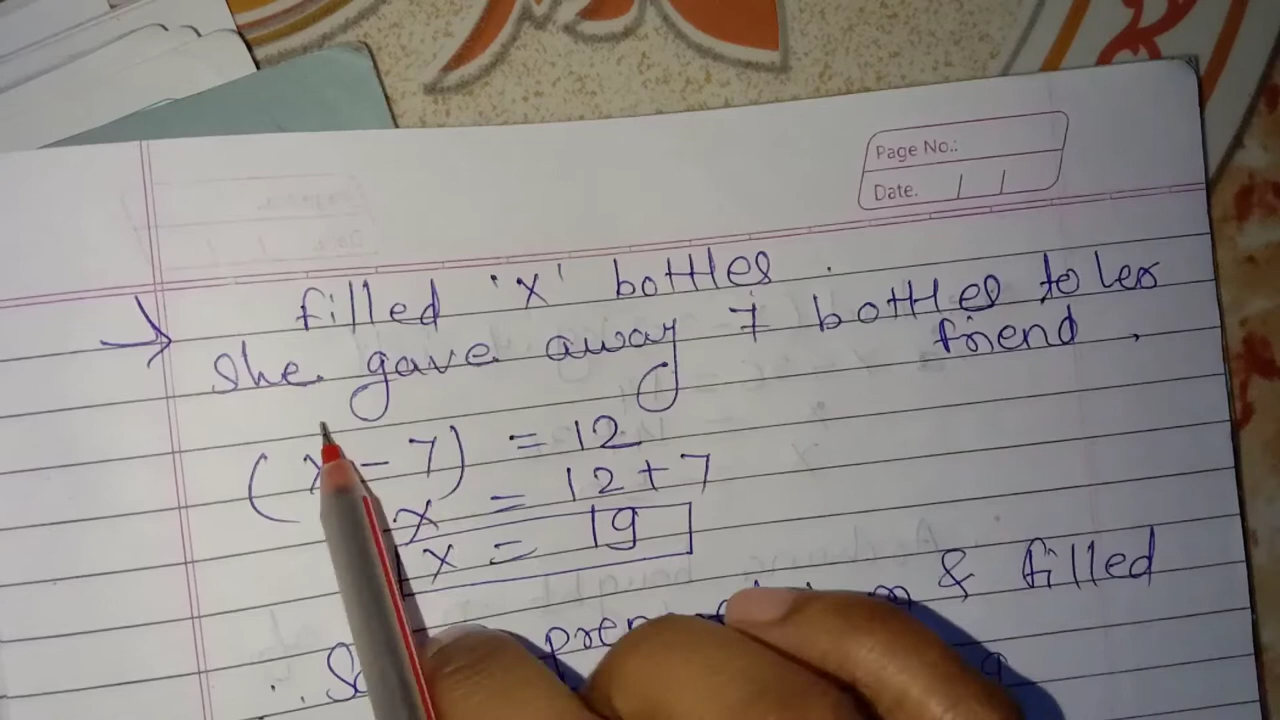 Page No.:
Date. / /
filled 'x' bottles.
She gave away 7 bottles to her
friend.
(x - 7) = 12
x = 12 + 7
x = 19
& filled